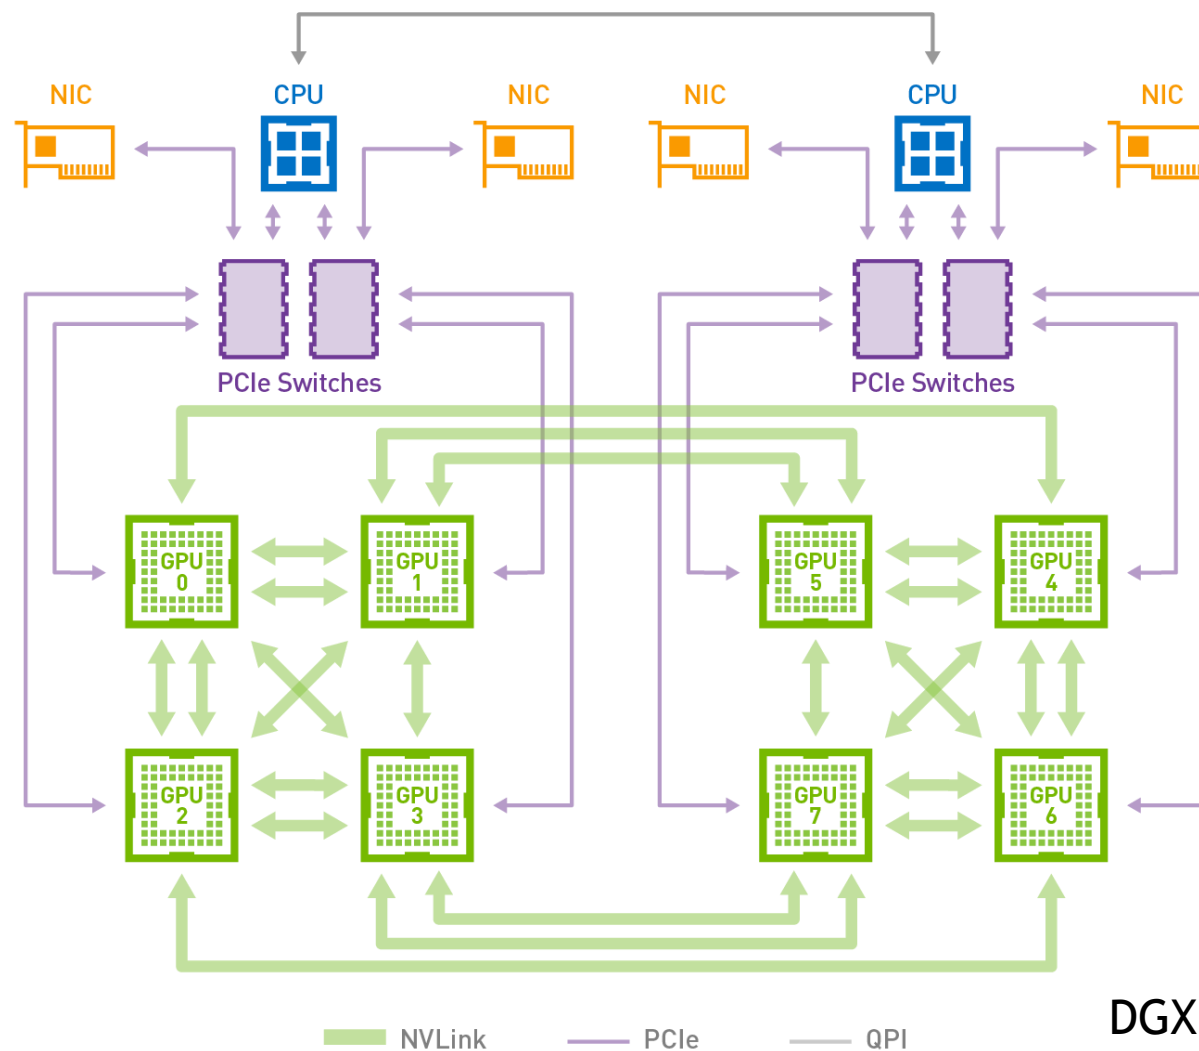 NIC
CPU
NIC
NIC
CPU
NIC
PCIe Switches
PCIe Switches
GPU
0
GPU
1
GPU
5
GPU
4
GPU
2
GPU
3
GPU
7
GPU
6
DGX
NVLink
PCIe
QPI